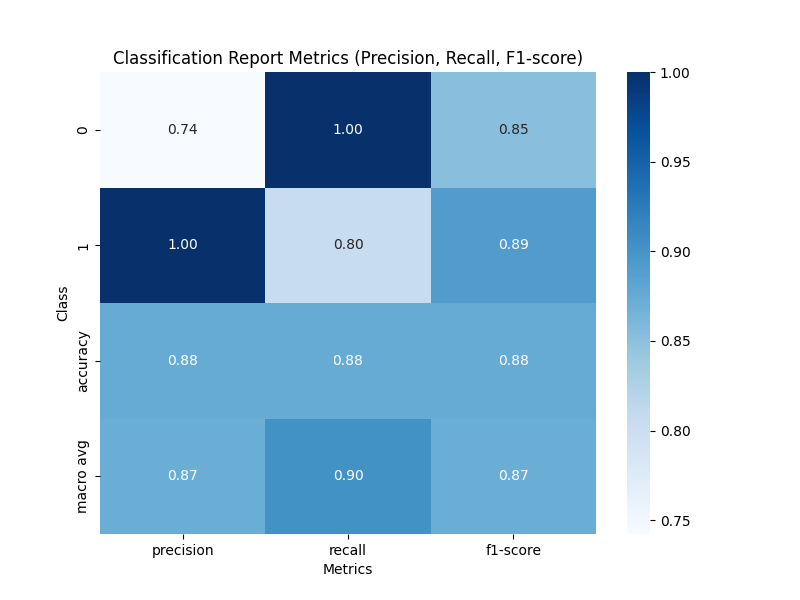 Classification Report Metrics (Precision, Recall, F1-score)
0 0.74 1.00 0.85
1 1.00 0.80 0.89
accuracy 0.88 0.88 0.88
macro avg 0.87 0.90 0.87
Class
precision recall f1-score
Metrics
1.00
0.95
0.90
0.85
0.80
0.75